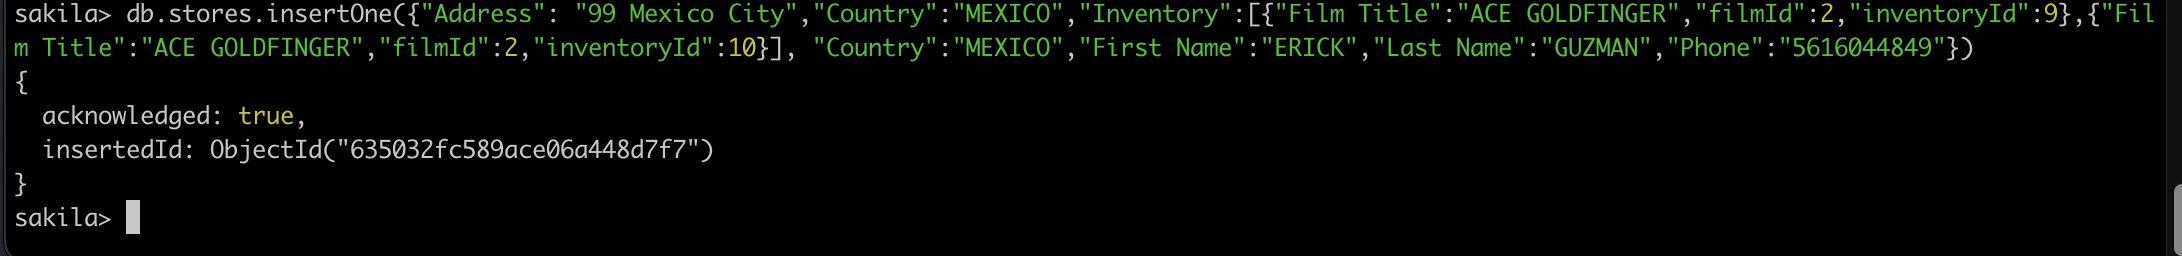 sakila> db.stores.insertOne({"Address": "99 Mexico City","Country":"MEXICO","Inventory":[{"Film Title":"ACE GOLDFINGER","filmId":2,"inventoryId":9},{"Fil
m Title":"ACE GOLDFINGER","filmId":2,"inventoryId":10}], "Country":"MEXICO","First Name":"ERICK","Last Name":"GUZMAN","Phone":"5616044849"})
{
  acknowledged: true,
  insertedId: ObjectId("635032fc589ace06a448d7f7")
}
sakila>